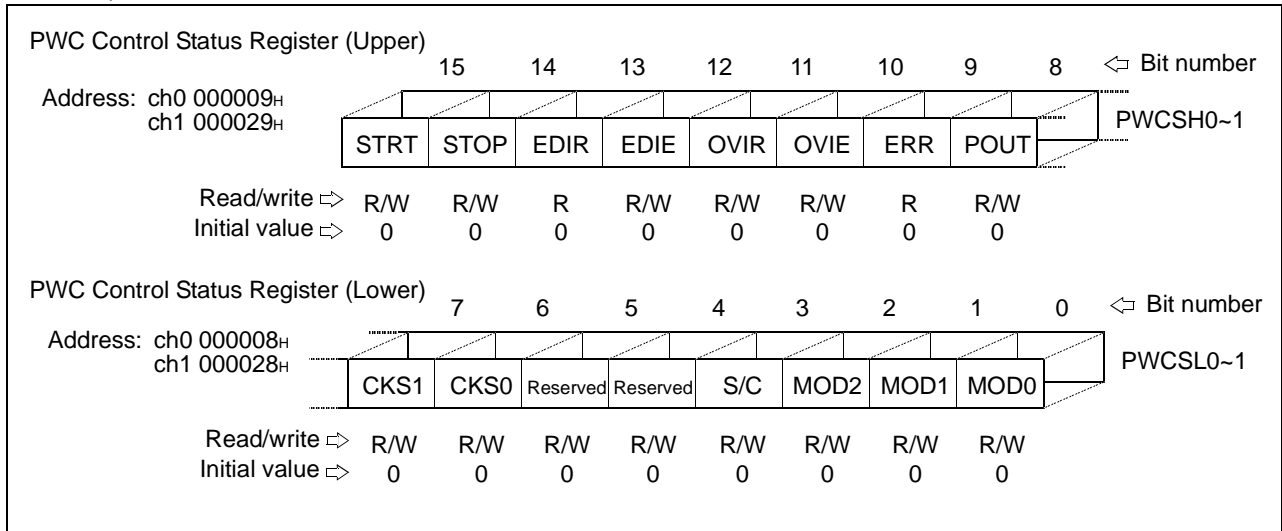 PWC Control Status Register (Upper)
15 14 13 12 11 10 9 8 ⇦ Bit number
Address: ch0 000009H
ch1 000029H
PWCSH0~1
STRT STOP EDIR EDIE OVIR OVIE ERR POUT
Read/write ⇨ R/W R/W R R/W R/W R/W R R/W
Initial value ⇨ 0 0 0 0 0 0 0 0
PWC Control Status Register (Lower)
7 6 5 4 3 2 1 0 ⇦ Bit number
Address: ch0 000008H
ch1 000028H
PWCSL0~1
CKS1 CKS0 Reserved Reserved S/C MOD2 MOD1 MOD0
Read/write ⇨ R/W R/W R/W R/W R/W R/W R/W R/W
Initial value ⇨ 0 0 0 0 0 0 0 0